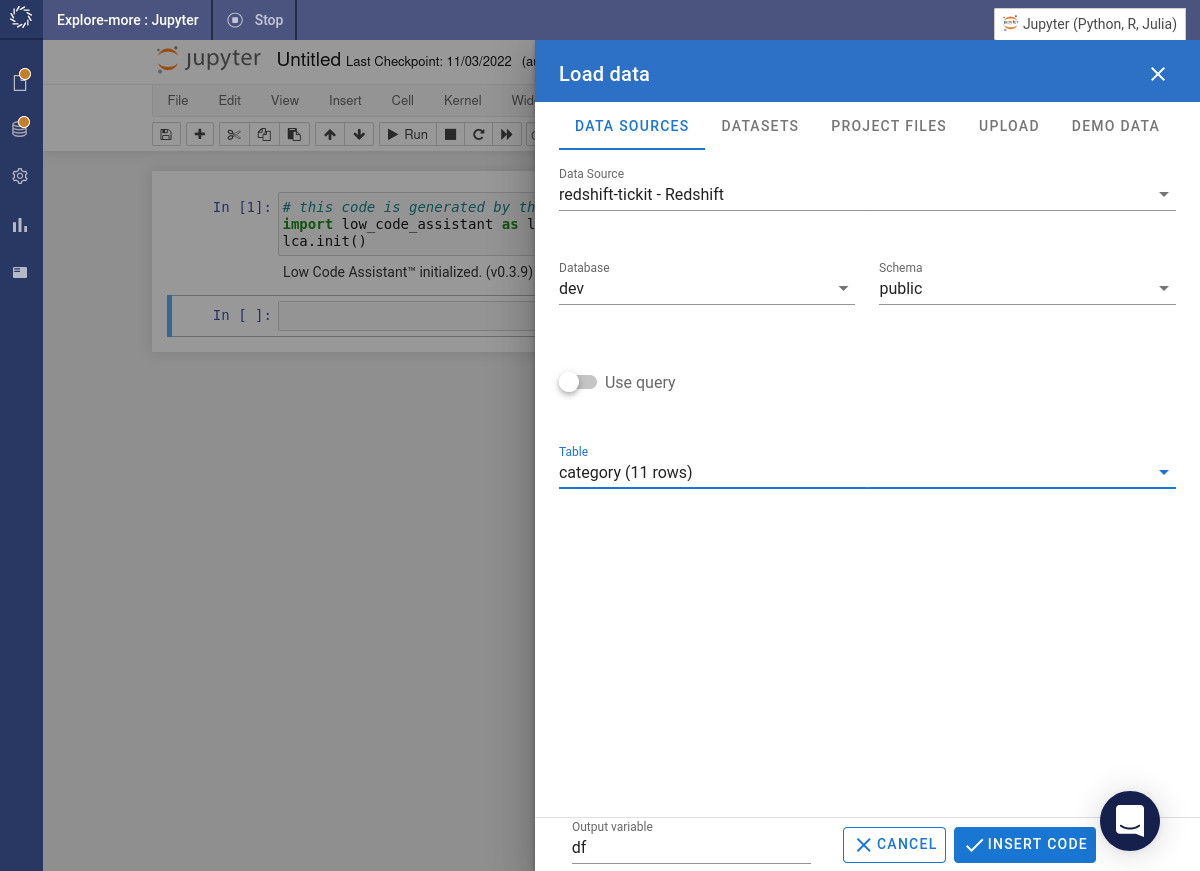 Explore-more : Jupyter
Stop
Jupyter (Python, R, Julia)
jupyter Untitled Last Checkpoint: 11/03/2022
File Edit View Insert Cell Kernel
Run
In [1]: # this code is generated by
import low_code_assistant as
lca.init()
Low Code Assistant™ initialized. (v0.3.9)
In [ ]:
Load data
DATA SOURCES DATASETS PROJECT FILES UPLOAD DEMO DATA
Data Source
redshift-tickit - Redshift
Database Schema
dev public
Use query
Table
category (11 rows)
Output variable
df
CANCEL INSERT CODE